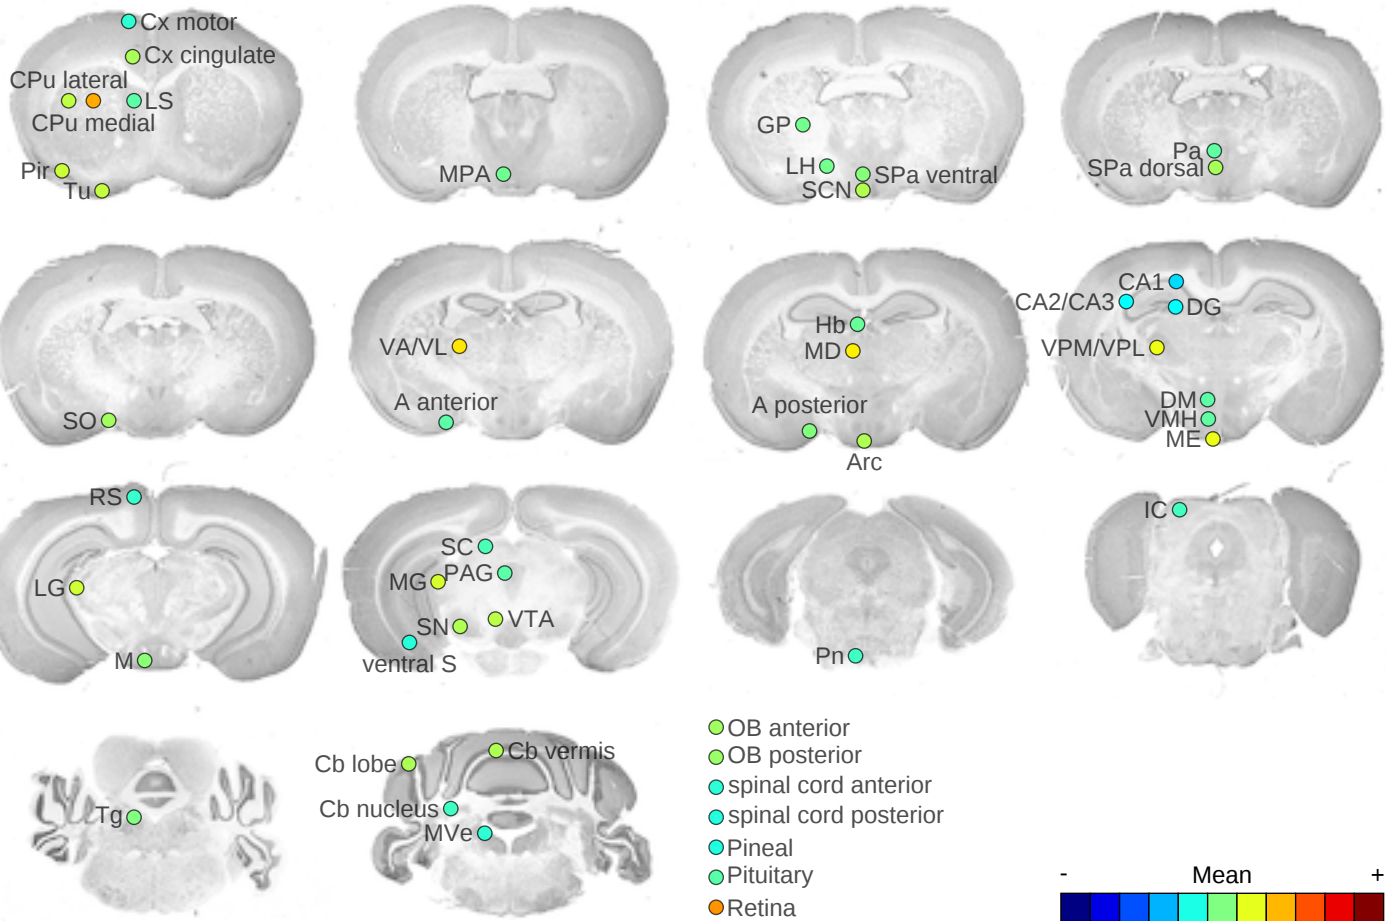 Cx motor
Cx cingulate
CPu lateral
LS
CPu medial
Pir
Tu
MPA
GP
LH
SPa ventral
SCN
Pa
SPa dorsal
SO
VA/VL
A anterior
Hb
MD
A posterior
Arc
CA1
CA2/CA3
DG
VPM/VPL
DM
VMH
ME
RS
LG
M
SC
MG
PAG
SN
VTA
ventral S
Pn
IC
Tg
Cb lobe
Cb vermis
Cb nucleus
MVe
OB anterior
OB posterior
spinal cord anterior
spinal cord posterior
Pineal
Pituitary
Retina
- Mean +